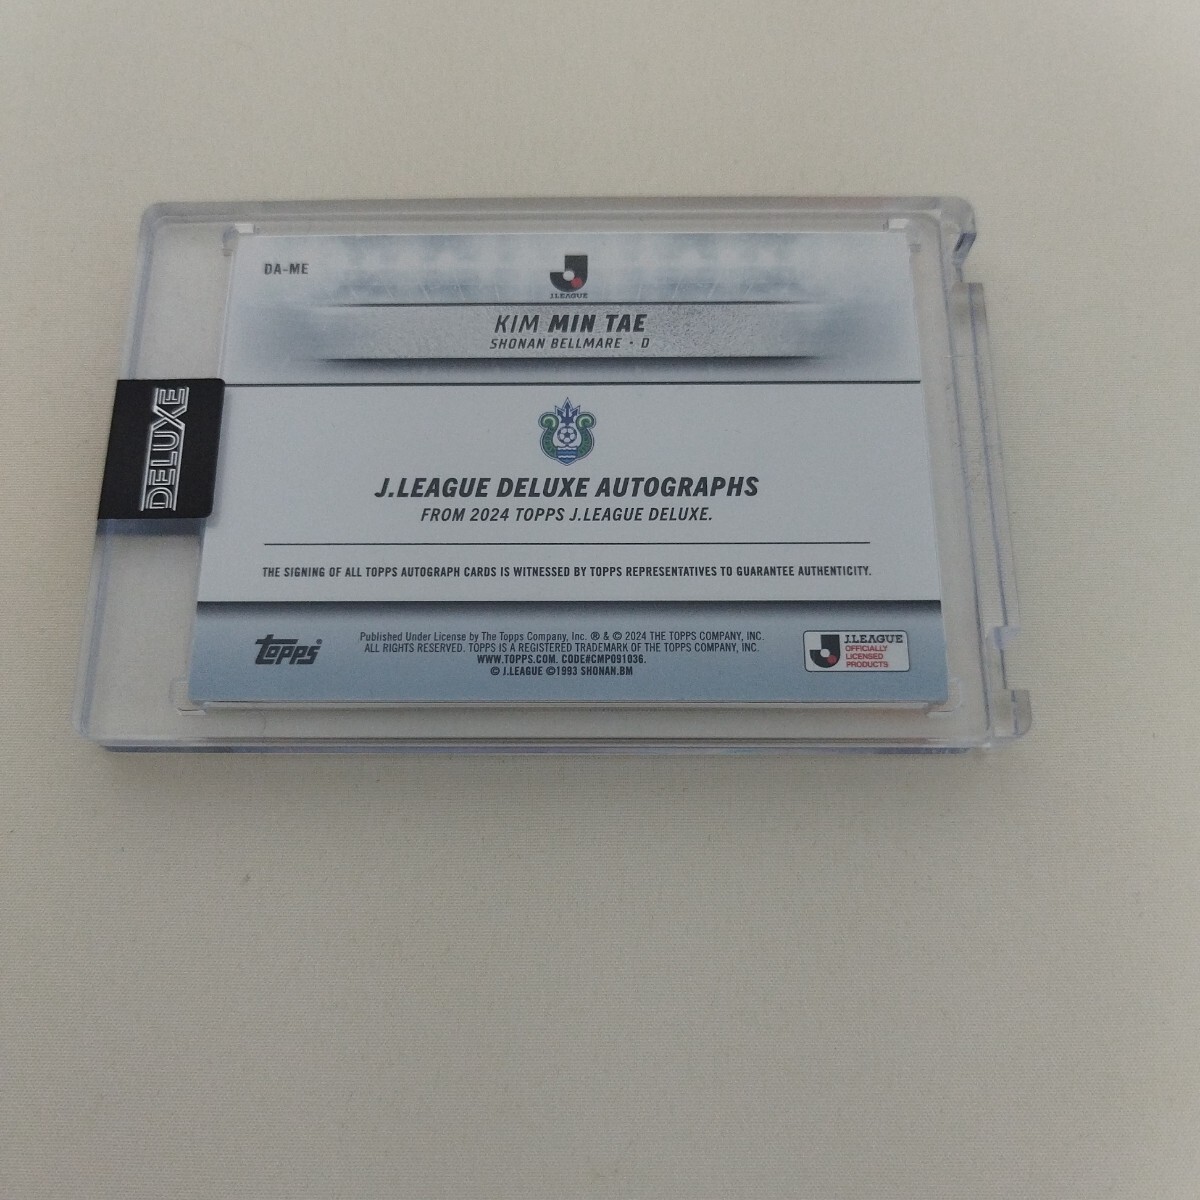 DA-ME
J.LEAGUE
KIM MIN TAE
SHONAN BELLMARE • D
DELUXE
J.LEAGUE DELUXE AUTOGRAPHS
FROM 2024 TOPPS J.LEAGUE DELUXE.
THE SIGNING OF ALL TOPPS AUTOGRAPH CARDS IS WITNESSED BY TOPPS REPRESENTATIVES TO GUARANTEE AUTHENTICITY.
topps®
Published Under License by The Topps Company, Inc. ® & © 2024 THE TOPPS COMPANY, INC.
ALL RIGHTS RESERVED. TOPPS IS A REGISTERED TRADEMARK OF THE TOPPS COMPANY, INC.
WWW.TOPPS.COM. CODE#CMP091036.
© J.LEAGUE ©1993 SHONAN.BM
J.LEAGUE
OFFICIALLY
LICENSED
PRODUCTS